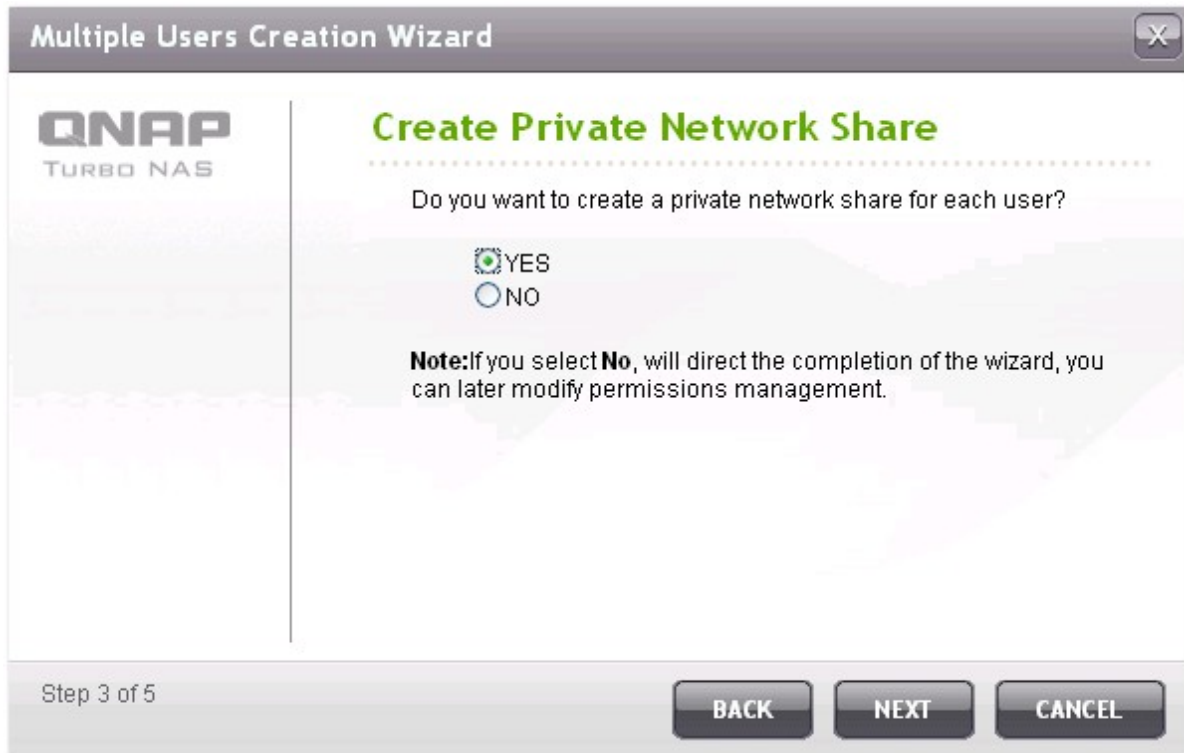 Multiple Users Creation Wizard
X
QNAP
TURBO NAS
Create Private Network Share
Do you want to create a private network share for each user?
YES
NO
Note:If you select No, will direct the completion of the wizard, you
can later modify permissions management.
Step 3 of 5
BACK
NEXT
CANCEL